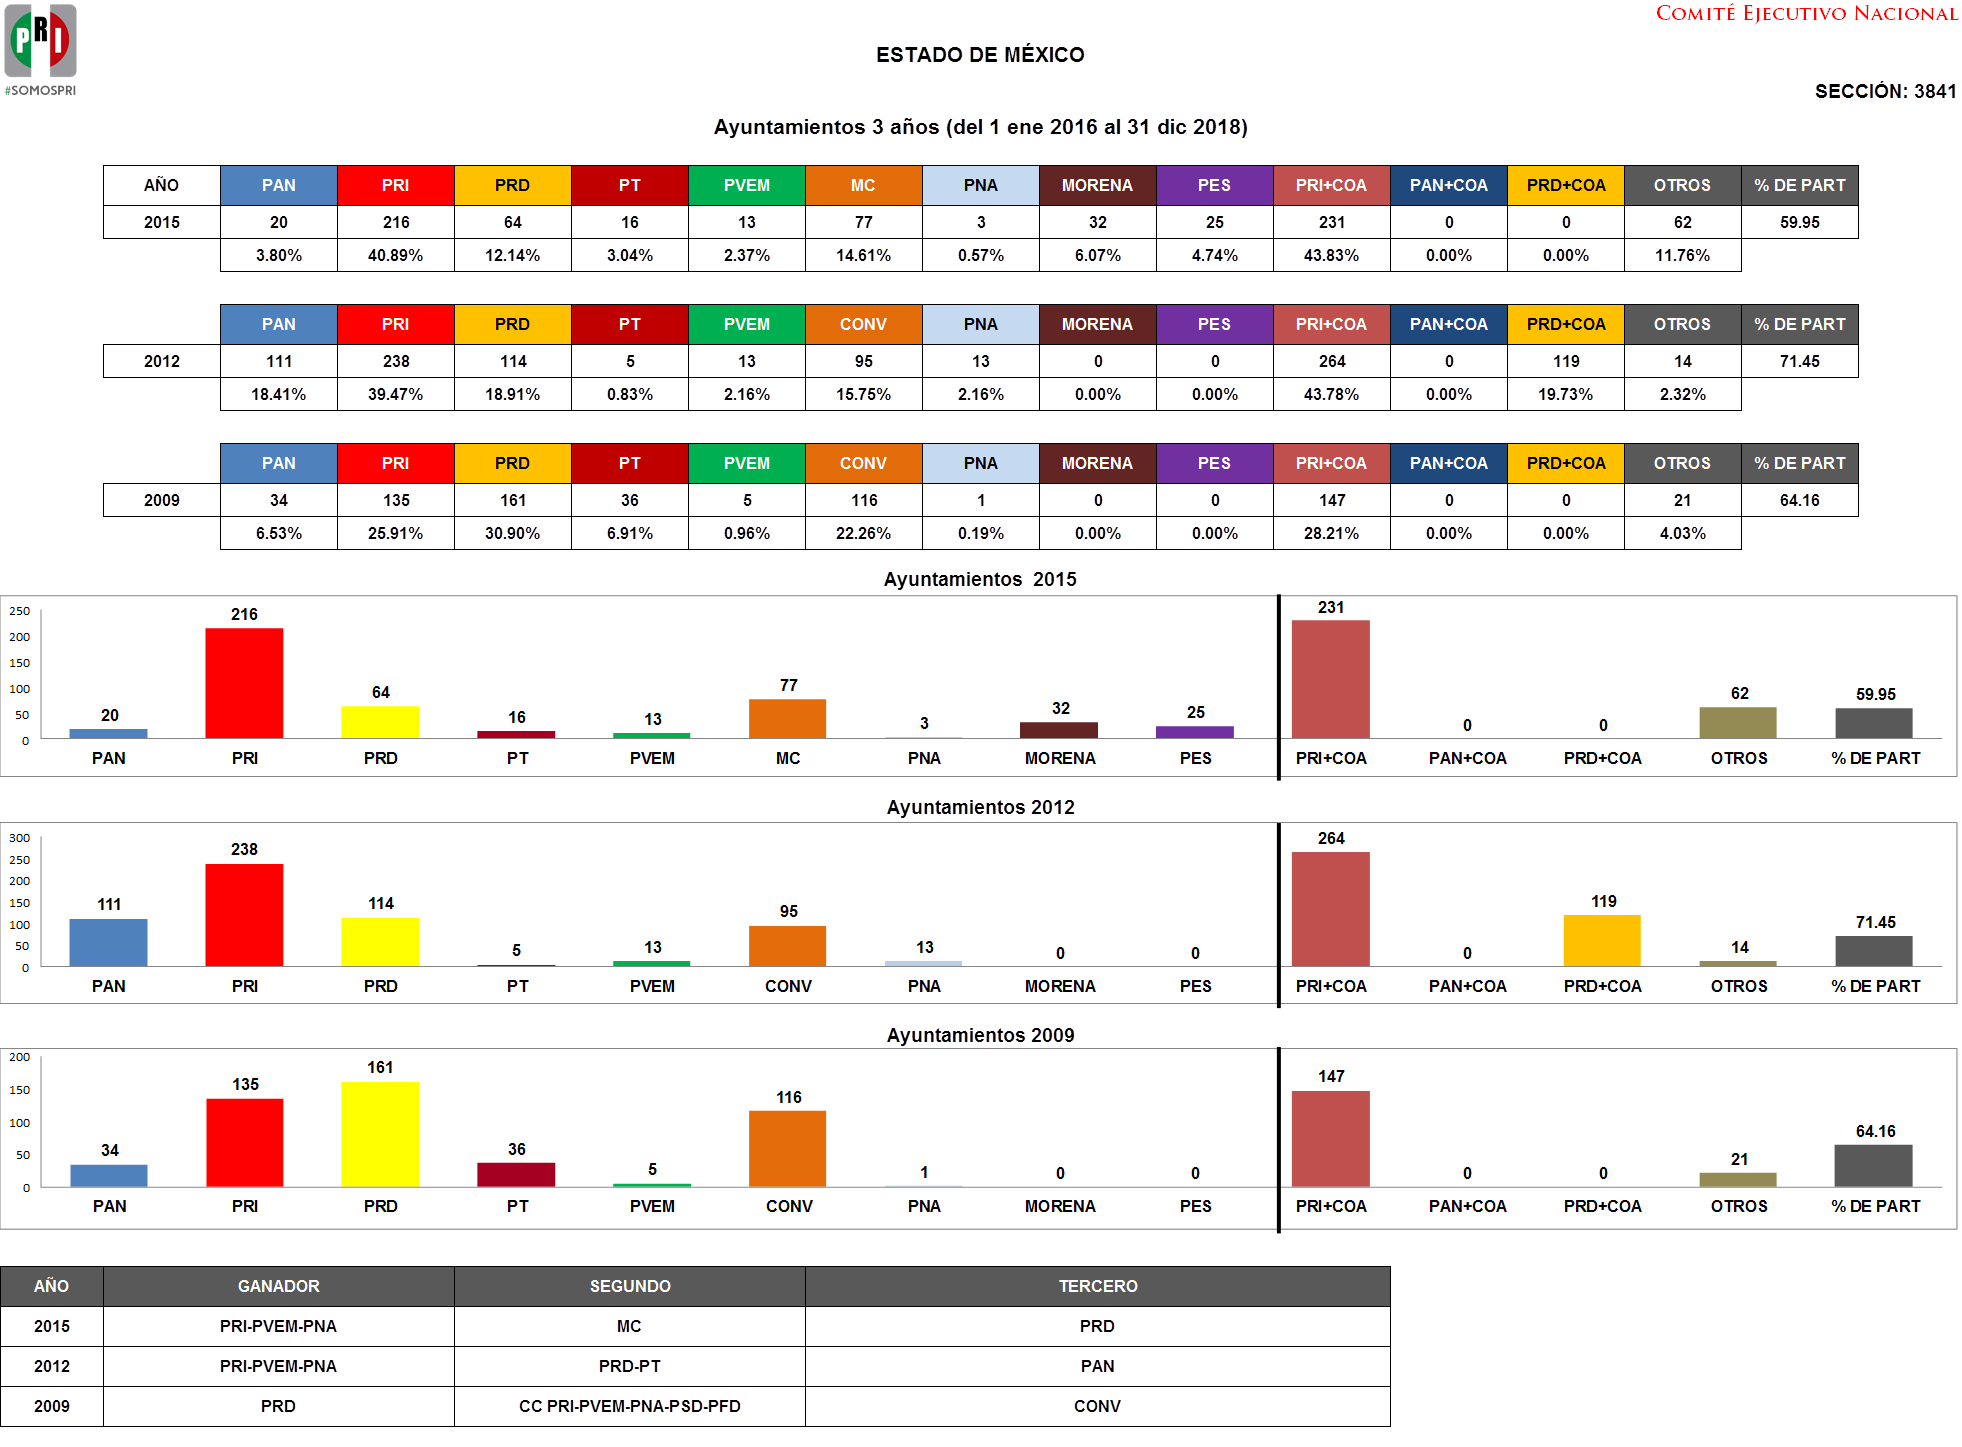 PRI
#SOMOSPRI
COMITÉ EJECUTIVO NACIONAL
ESTADO DE MÉXICO
SECCIÓN: 3841
Ayuntamientos 3 años (del 1 ene 2016 al 31 dic 2018)
AÑO PAN PRI PRD PT PVEM MC PNA MORENA PES PRI+COA PAN+COA PRD+COA OTROS % DE PART
2015 20 216 64 16 13 77 3 32 25 231 0 0 62 59.95
3.80% 40.89% 12.14% 3.04% 2.37% 14.61% 0.57% 6.07% 4.74% 43.83% 0.00% 0.00% 11.76%
PAN PRI PRD PT PVEM CONV PNA MORENA PES PRI+COA PAN+COA PRD+COA OTROS % DE PART
2012 111 238 114 5 13 95 13 0 0 264 0 119 14 71.45
18.41% 39.47% 18.91% 0.83% 2.16% 15.75% 2.16% 0.00% 0.00% 43.78% 0.00% 19.73% 2.32%
PAN PRI PRD PT PVEM CONV PNA MORENA PES PRI+COA PAN+COA PRD+COA OTROS % DE PART
2009 34 135 161 36 5 116 1 0 0 147 0 0 21 64.16
6.53% 25.91% 30.90% 6.91% 0.96% 22.26% 0.19% 0.00% 0.00% 28.21% 0.00% 0.00% 4.03%
Ayuntamientos 2015
250
200
150
100
50
0
20 216 64 16 13 77 3 32 25 231 0 0 62 59.95
PAN PRI PRD PT PVEM MC PNA MORENA PES PRI+COA PAN+COA PRD+COA OTROS % DE PART
Ayuntamientos 2012
300
250
200
150
100
50
0
111 238 114 5 13 95 13 0 0 264 0 119 14 71.45
PAN PRI PRD PT PVEM CONV PNA MORENA PES PRI+COA PAN+COA PRD+COA OTROS % DE PART
Ayuntamientos 2009
200
150
100
50
0
34 135 161 36 5 116 1 0 0 147 0 0 21 64.16
PAN PRI PRD PT PVEM CONV PNA MORENA PES PRI+COA PAN+COA PRD+COA OTROS % DE PART
AÑO GANADOR SEGUNDO TERCERO
2015 PRI-PVEM-PNA MC PRD
2012 PRI-PVEM-PNA PRD-PT PAN
2009 PRD CC PRI-PVEM-PNA-PSD-PFD CONV